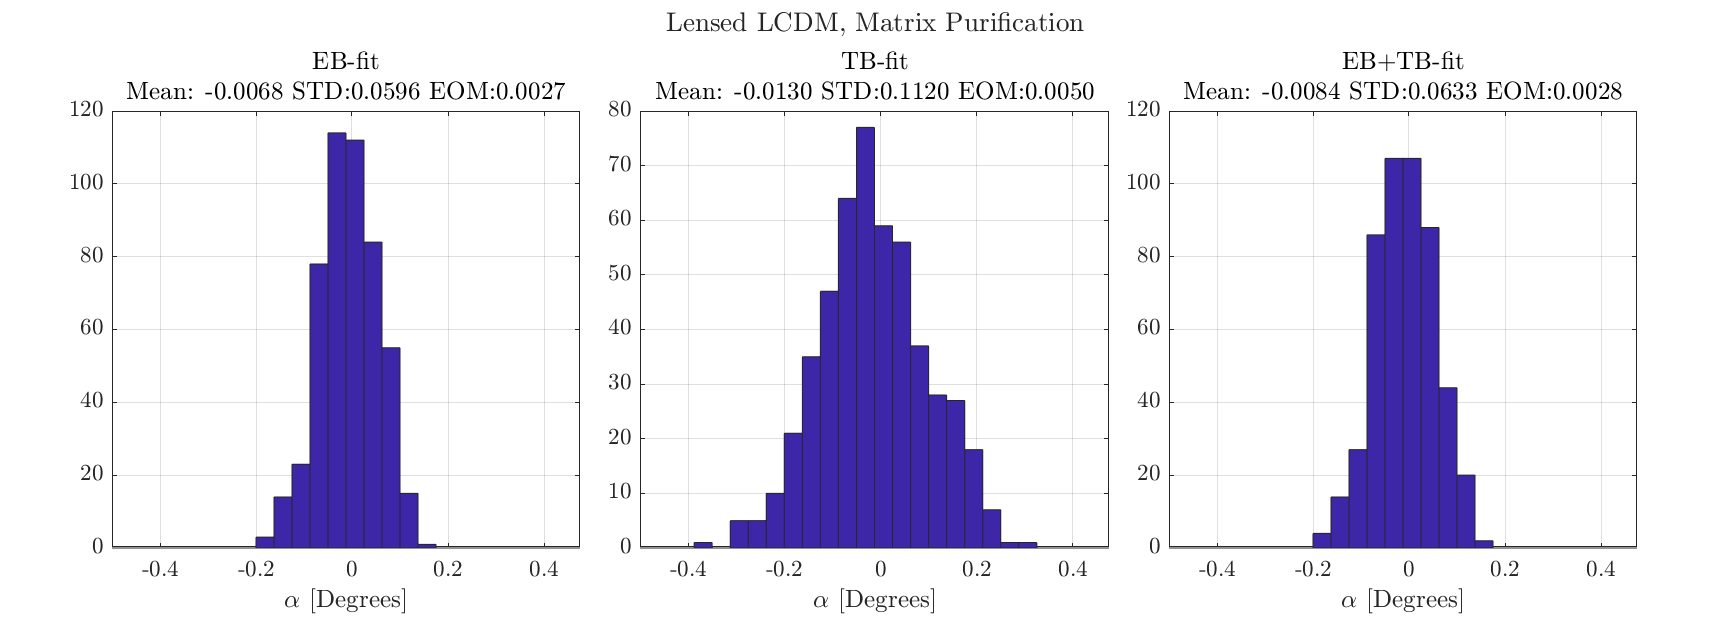 Lensed LCDM, Matrix Purification
EB-fit
Mean: -0.0068 STD:0.0596 EOM:0.0027
120
100
80
60
40
20
0
-0.4 -0.2 0 0.2 0.4
α [Degrees]
TB-fit
Mean: -0.0130 STD:0.1120 EOM:0.0050
80
70
60
50
40
30
20
10
0
-0.4 -0.2 0 0.2 0.4
α [Degrees]
EB+TB-fit
Mean: -0.0084 STD:0.0633 EOM:0.0028
120
100
80
60
40
20
0
-0.4 -0.2 0 0.2 0.4
α [Degrees]